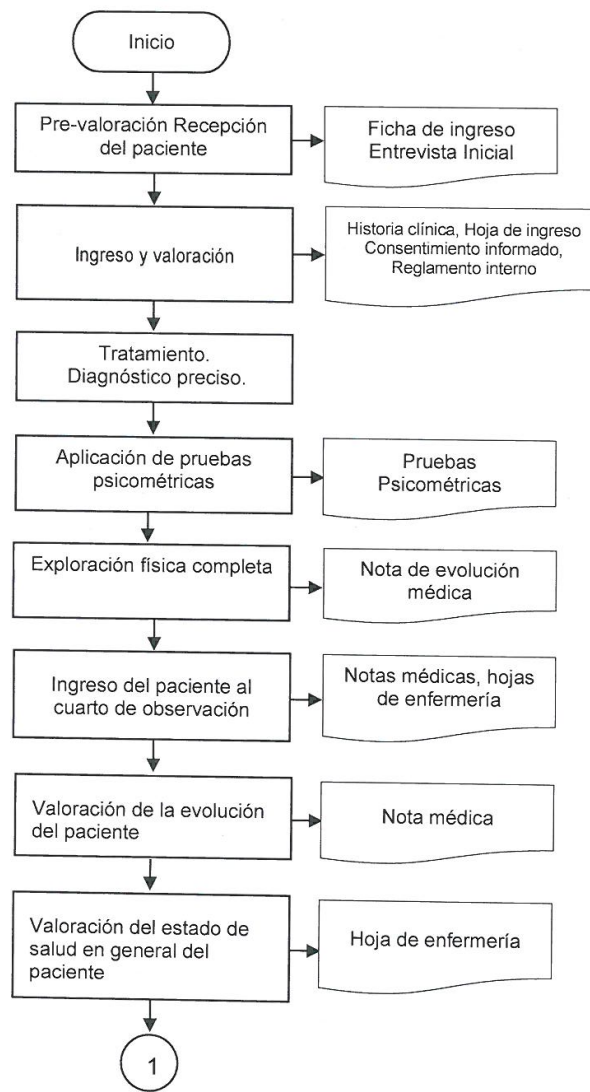 Inicio
Pre-valoración Recepción
del paciente
Ficha de ingreso
Entrevista Inicial
Ingreso y valoración
Historia clínica, Hoja de ingreso
Consentimiento informado,
Reglamento interno
Tratamiento.
Diagnóstico preciso.
Aplicación de pruebas
psicométricas
Pruebas
Psicométricas
Exploración física completa
Nota de evolución
médica
Ingreso del paciente al
cuarto de observación
Notas médicas, hojas
de enfermería
Valoración de la evolución
del paciente
Nota médica
Valoración del estado de
salud en general del
paciente
Hoja de enfermería
1